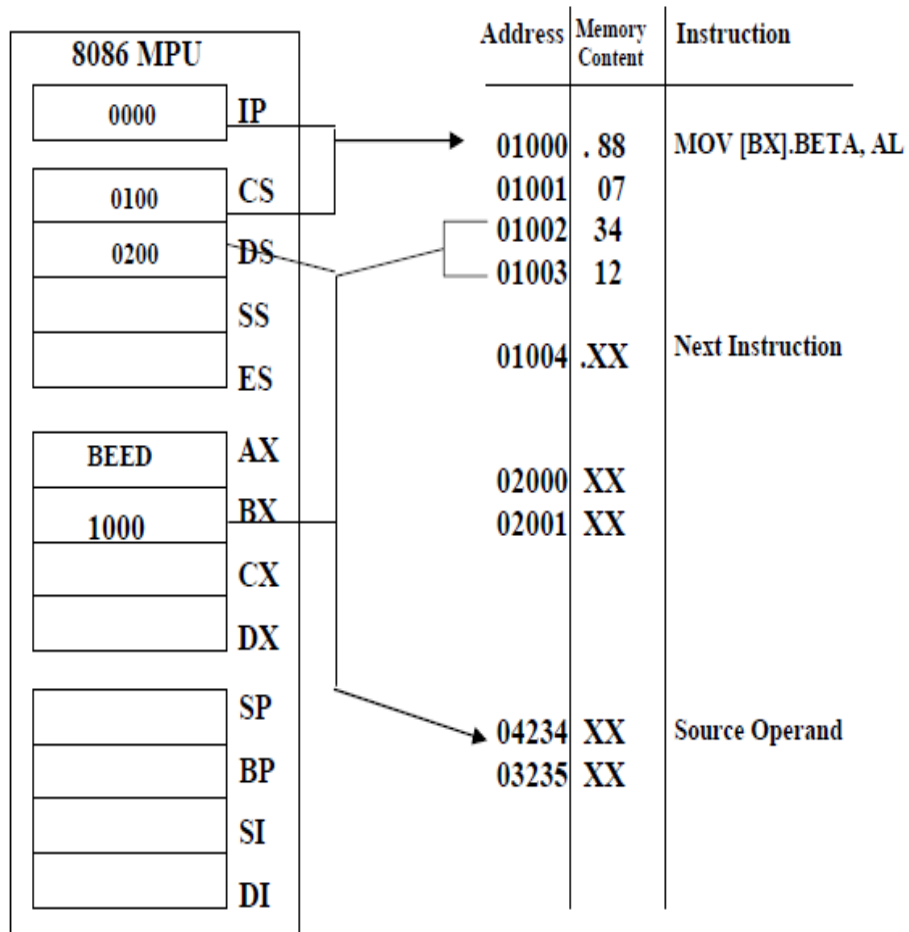 8086 MPU
0000 IP
0100 CS
0200 DS
SS
ES
BEED AX
1000 BX
CX
DX
SP
BP
SI
DI
Address Memory Content Instruction
01000 . 88 MOV [BX].BETA, AL
01001 07
01002 34
01003 12
01004 .XX Next Instruction
02000 XX
02001 XX
04234 XX Source Operand
03235 XX